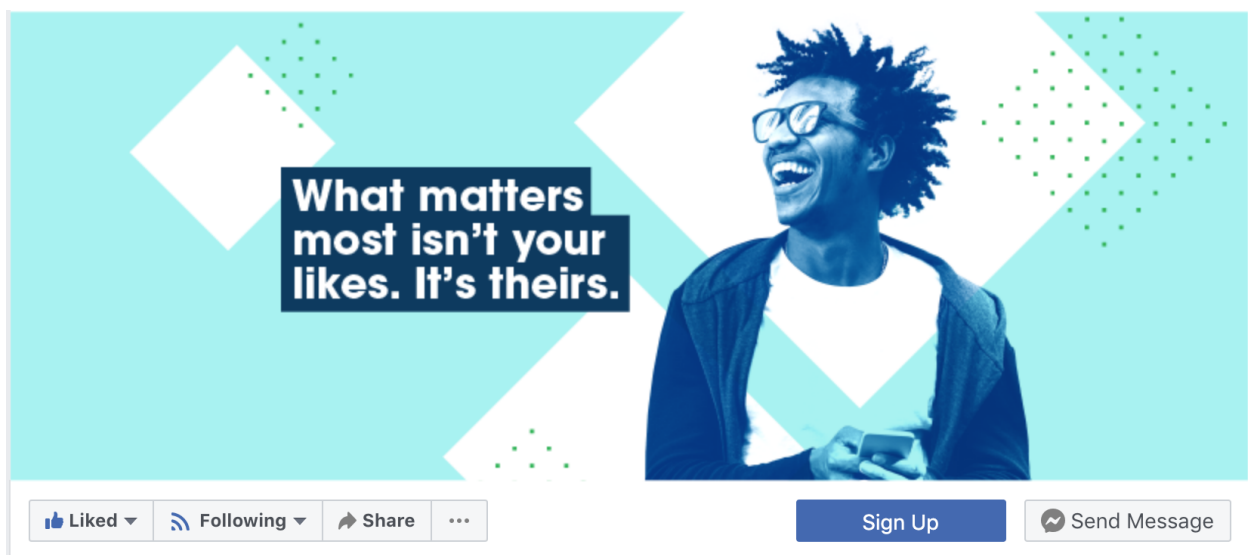 What matters
most isn't your
likes. It's theirs.
Liked
Following
Share
Sign Up
Send Message